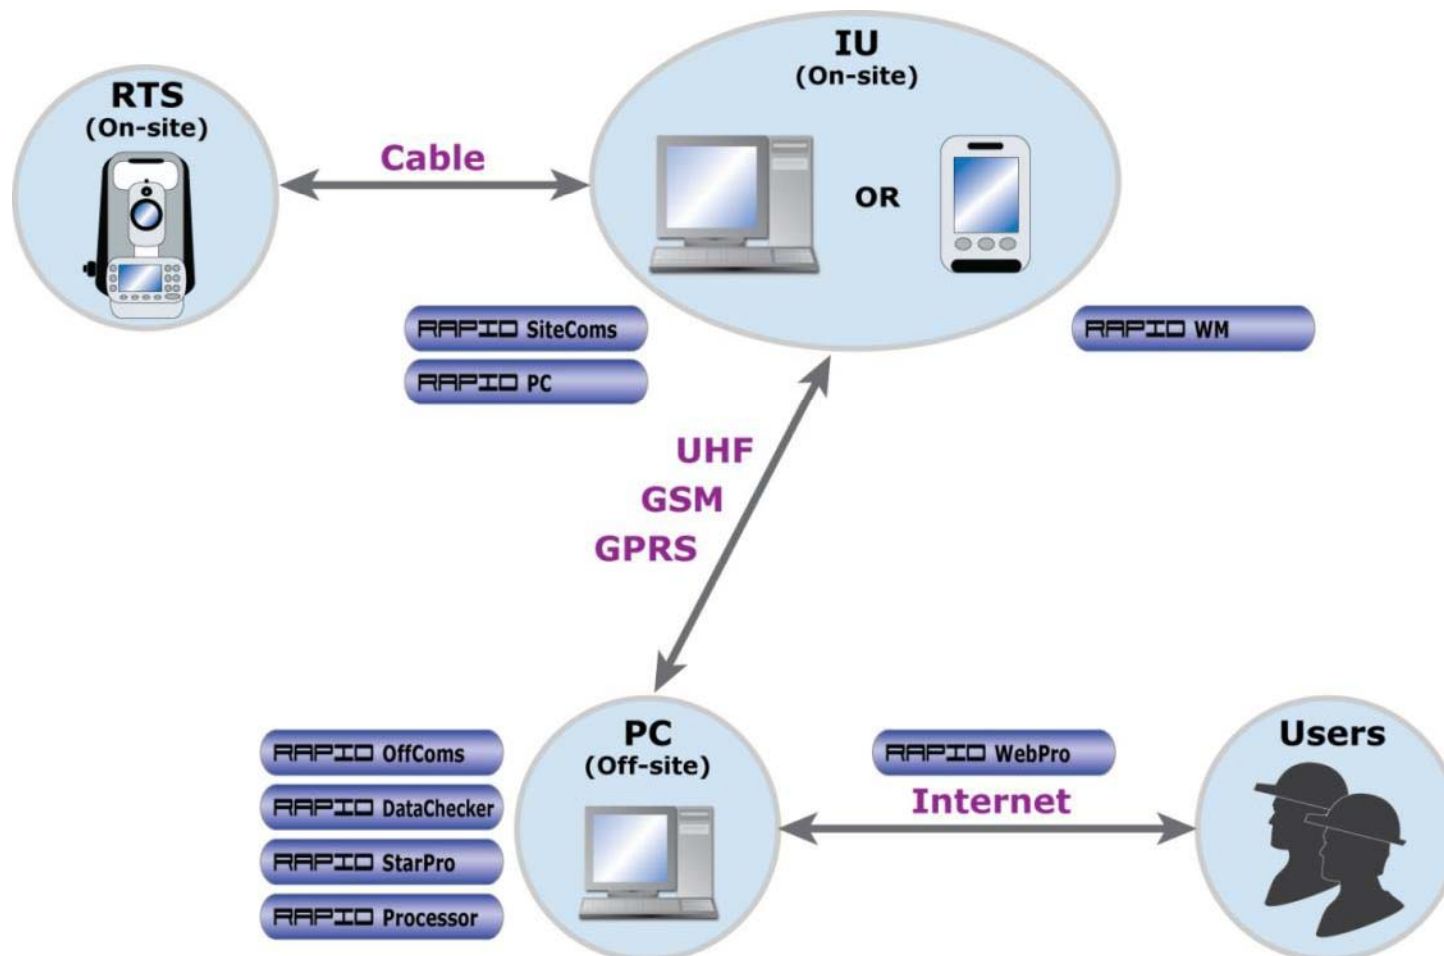 IU
(On-site)
RTS
(On-site)
Cable
OR
RAPID SiteComs
RAPID WM
RAPID PC
UHF
GSM
GPRS
PC
(Off-site)
Users
RAPID OffComs
RAPID WebPro
RAPID DataChecker
Internet
RAPID StarPro
RAPID Processor